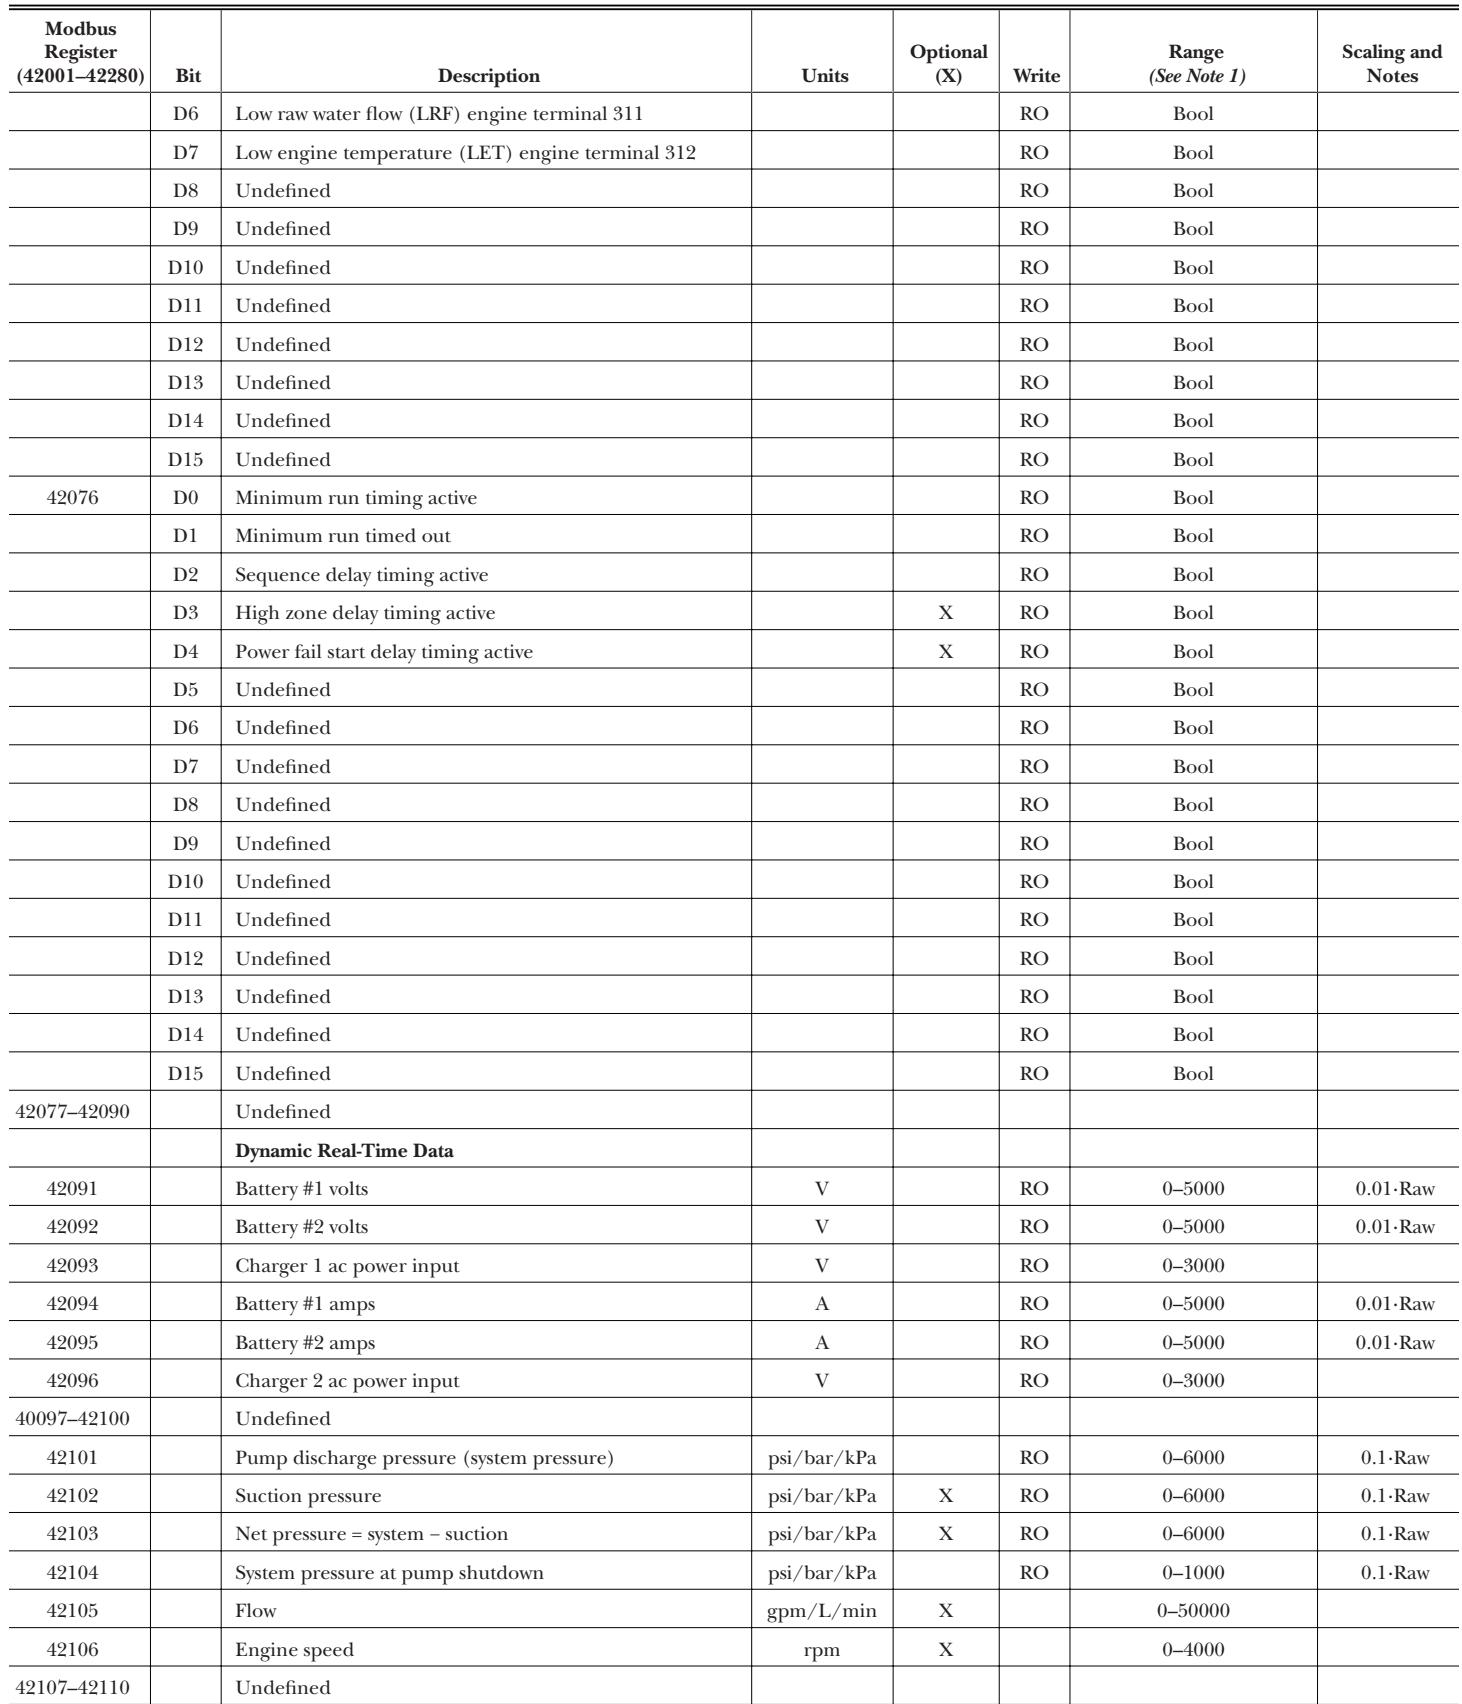 Modbus Register (42001–42280) Bit Description Units Optional (X) Write Range (See Note 1) Scaling and Notes
D6 Low raw water flow (LRF) engine terminal 311 RO Bool
D7 Low engine temperature (LET) engine terminal 312 RO Bool
D8 Undefined RO Bool
D9 Undefined RO Bool
D10 Undefined RO Bool
D11 Undefined RO Bool
D12 Undefined RO Bool
D13 Undefined RO Bool
D14 Undefined RO Bool
D15 Undefined RO Bool
42076 D0 Minimum run timing active RO Bool
D1 Minimum run timed out RO Bool
D2 Sequence delay timing active RO Bool
D3 High zone delay timing active X RO Bool
D4 Power fail start delay timing active X RO Bool
D5 Undefined RO Bool
D6 Undefined RO Bool
D7 Undefined RO Bool
D8 Undefined RO Bool
D9 Undefined RO Bool
D10 Undefined RO Bool
D11 Undefined RO Bool
D12 Undefined RO Bool
D13 Undefined RO Bool
D14 Undefined RO Bool
D15 Undefined RO Bool
42077–42090 Undefined
Dynamic Real-Time Data
42091 Battery #1 volts V RO 0–5000 0.01·Raw
42092 Battery #2 volts V RO 0–5000 0.01·Raw
42093 Charger 1 ac power input V RO 0–3000
42094 Battery #1 amps A RO 0–5000 0.01·Raw
42095 Battery #2 amps A RO 0–5000 0.01·Raw
42096 Charger 2 ac power input V RO 0–3000
40097–42100 Undefined
42101 Pump discharge pressure (system pressure) psi/bar/kPa RO 0–6000 0.1·Raw
42102 Suction pressure psi/bar/kPa X RO 0–6000 0.1·Raw
42103 Net pressure = system − suction psi/bar/kPa X RO 0–6000 0.1·Raw
42104 System pressure at pump shutdown psi/bar/kPa RO 0–1000 0.1·Raw
42105 Flow gpm/L/min X 0–50000
42106 Engine speed rpm X 0–4000
42107–42110 Undefined